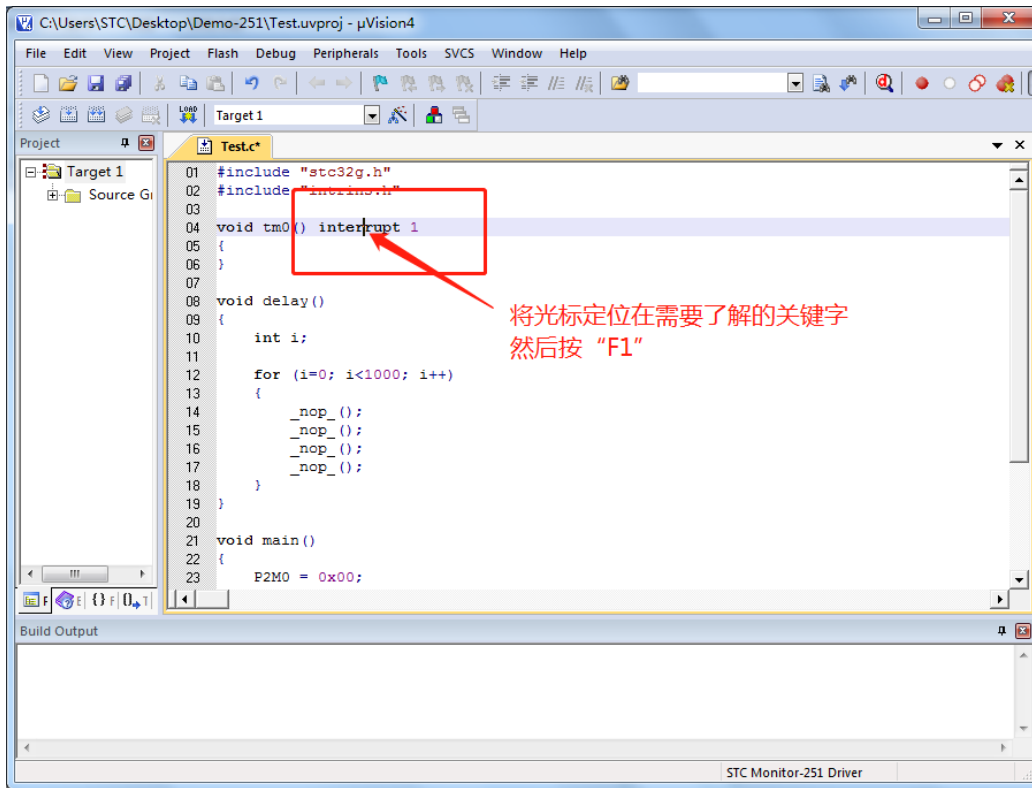 C:\Users\STC\Desktop\Demo-251\Test.uvproj - µVision4
File Edit View Project Flash Debug Peripherals Tools SVCS Window Help
LOAD Target 1
Project
Test.c*
Target 1
Source Gr
01 #include "stc32g.h"
02 #include "intrins.h"
03
04 void tm0() interrupt 1
05 {
06 }
07
08 void delay()
09 {
10 int i;
11
12 for (i=0; i<1000; i++)
13 {
14 _nop_();
15 _nop_();
16 _nop_();
17 _nop_();
18 }
19 }
20
21 void main()
22 {
23 P2M0 = 0x00;
将光标定位在需要了解的关键字
然后按“F1”
F E {} F 0 T
Build Output
STC Monitor-251 Driver